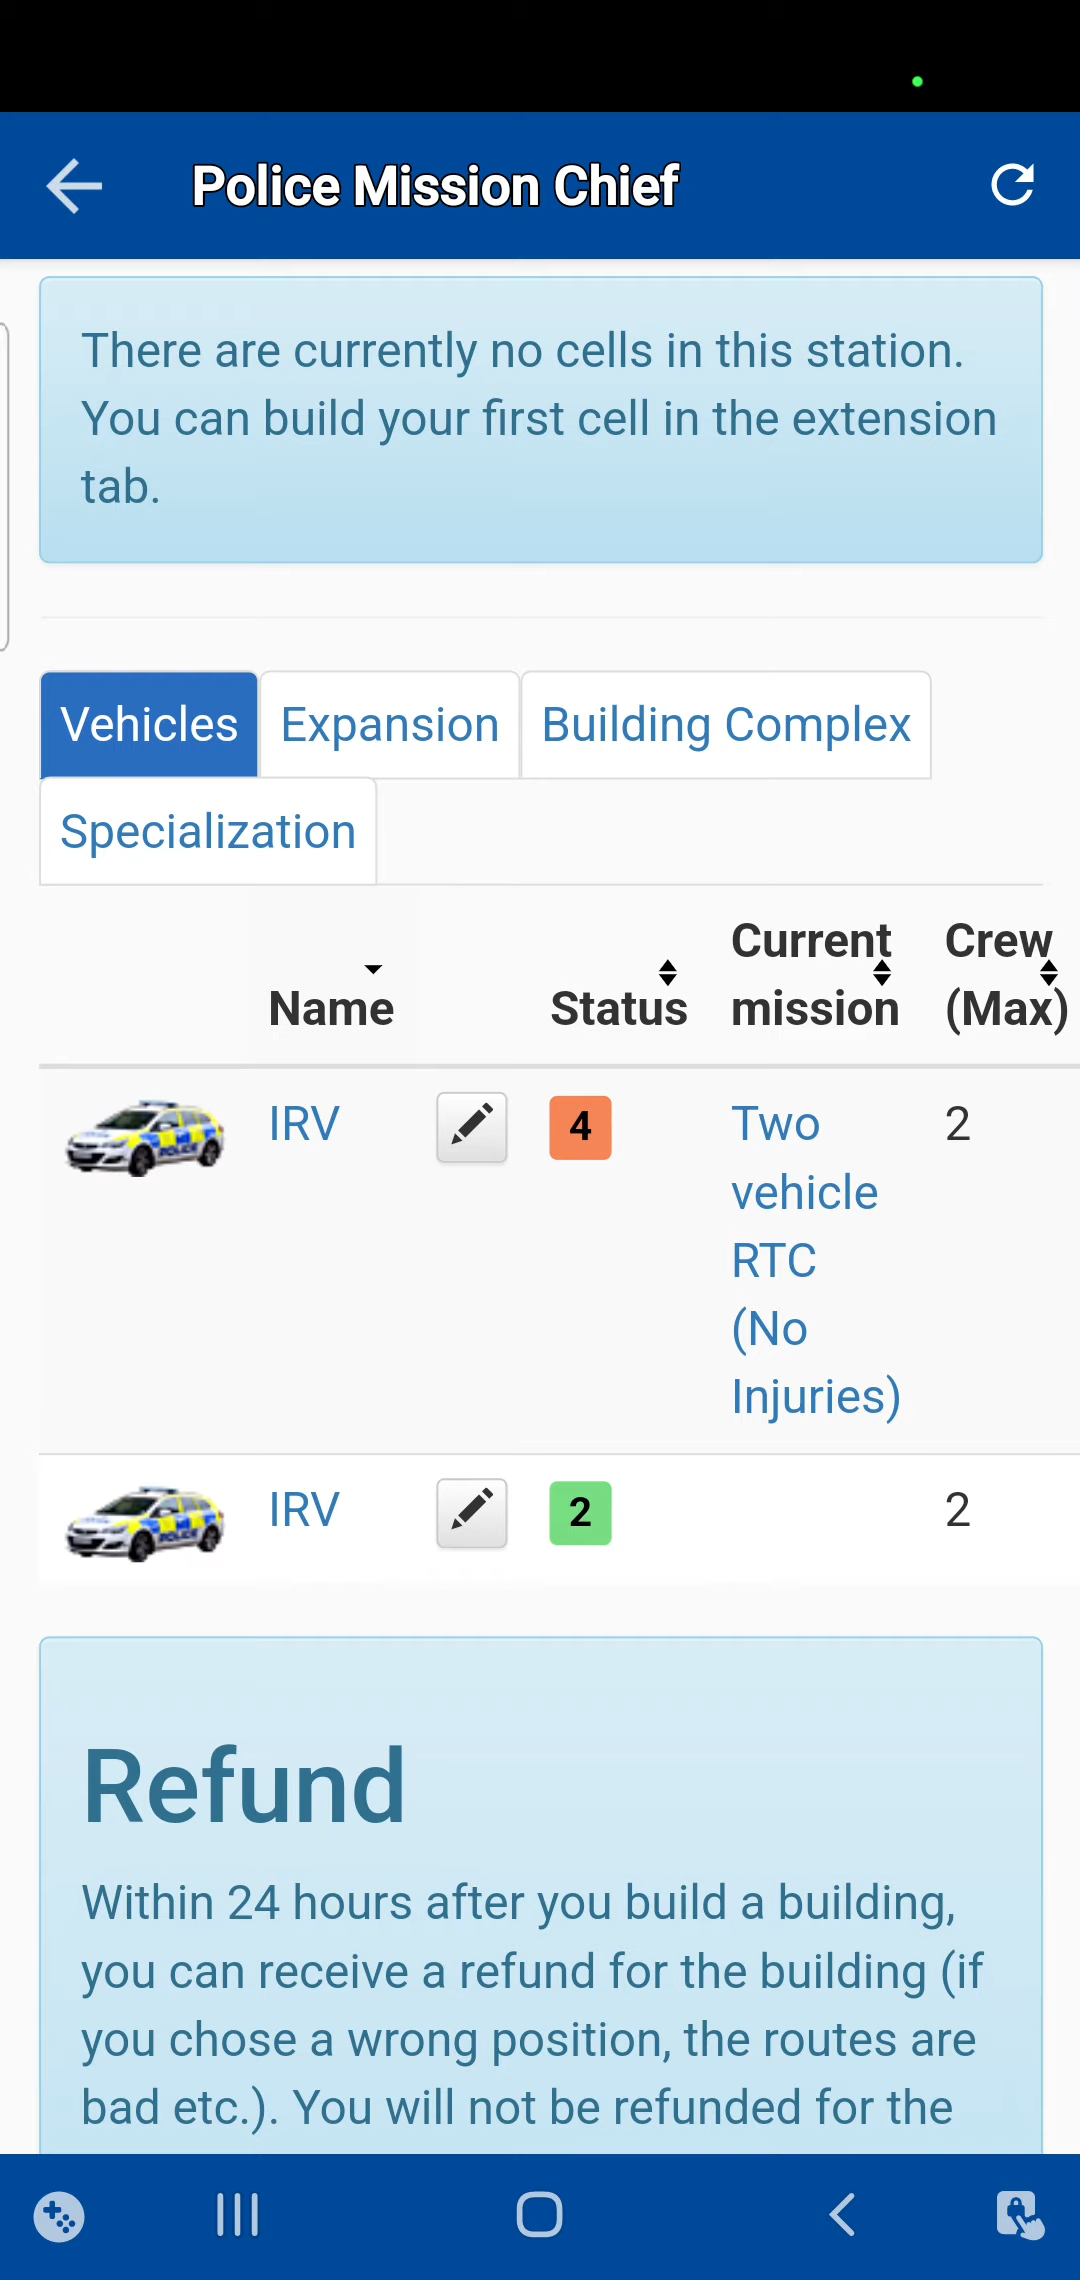 Police Mission Chief
There are currently no cells in this station.
You can build your first cell in the extension
tab.
Vehicles Expansion Building Complex
Specialization
Name Status Current mission Crew (Max)
IRV 4 Two vehicle RTC (No Injuries) 2
IRV 2 2
Refund
Within 24 hours after you build a building,
you can receive a refund for the building (if
you chose a wrong position, the routes are
bad etc.). You will not be refunded for the